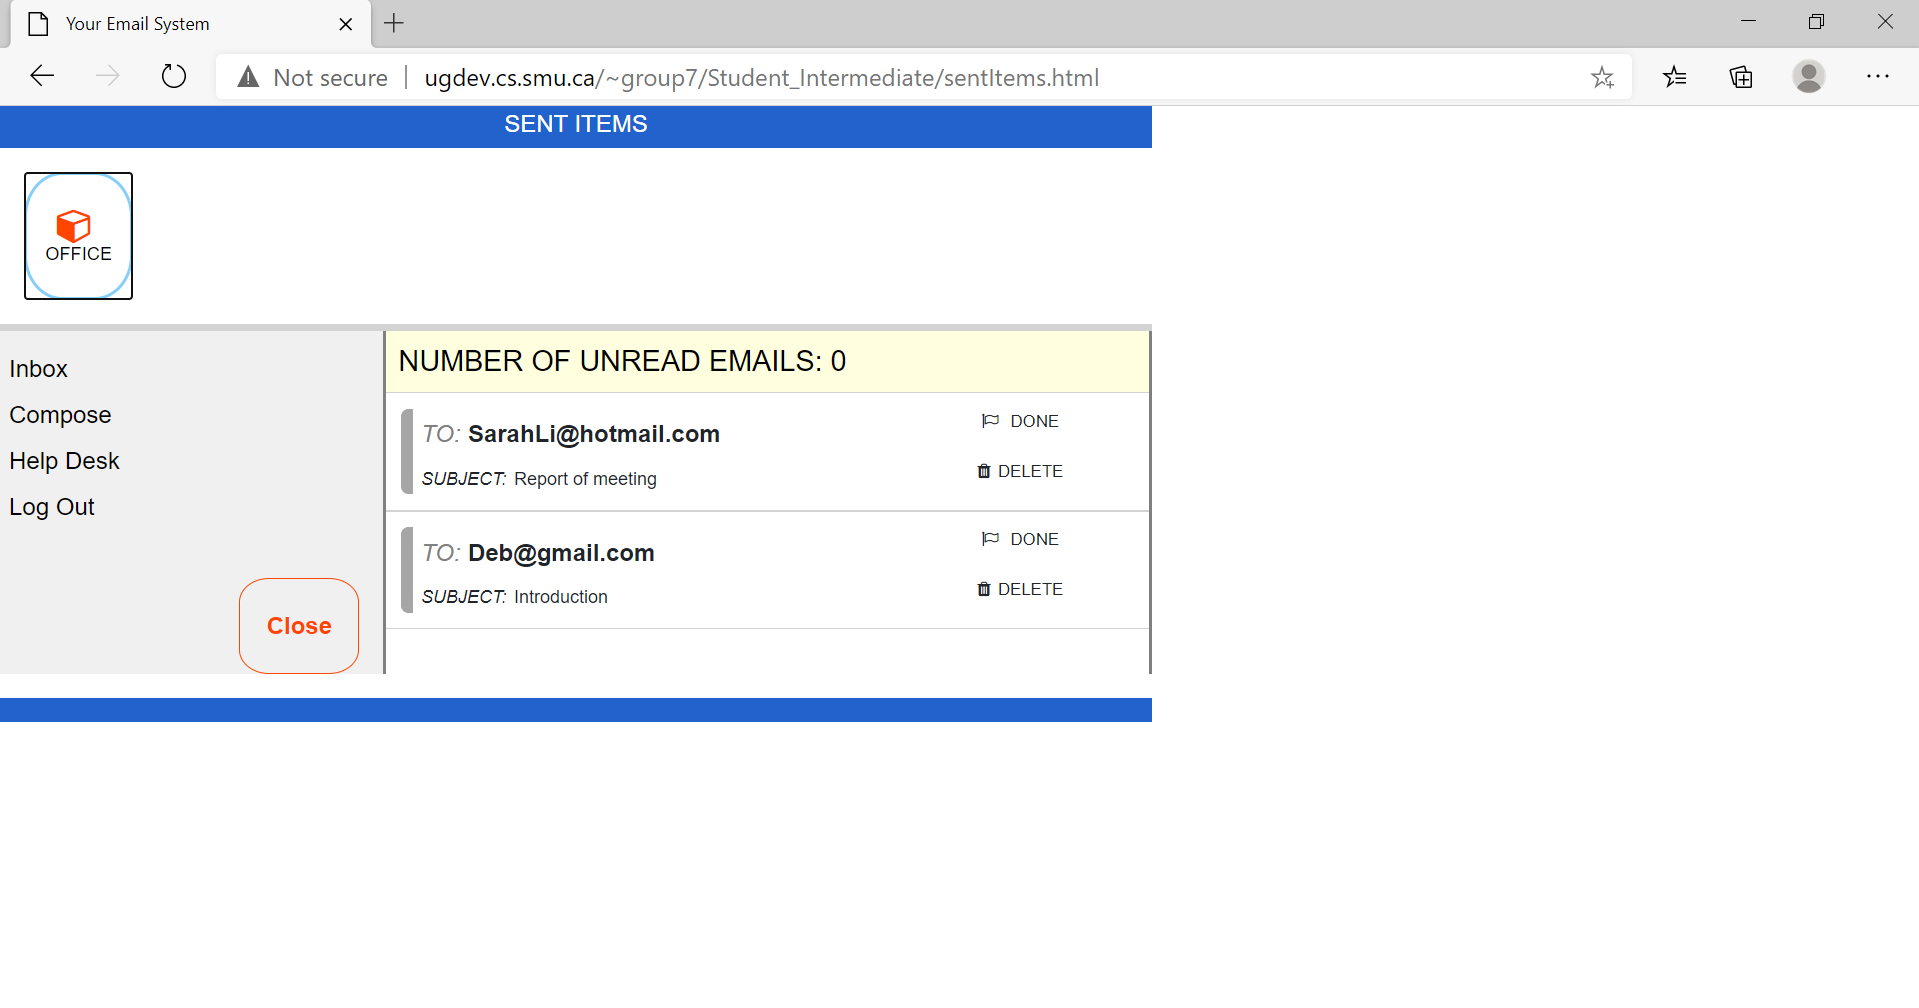 Your Email System
Not secure ugdev.cs.smu.ca/~group7/Student_Intermediate/sentItems.html
SENT ITEMS
OFFICE
Inbox
Compose
Help Desk
Log Out
Close
NUMBER OF UNREAD EMAILS: 0
TO: SarahLi@hotmail.com
SUBJECT: Report of meeting
DONE
DELETE
TO: Deb@gmail.com
SUBJECT: Introduction
DONE
DELETE